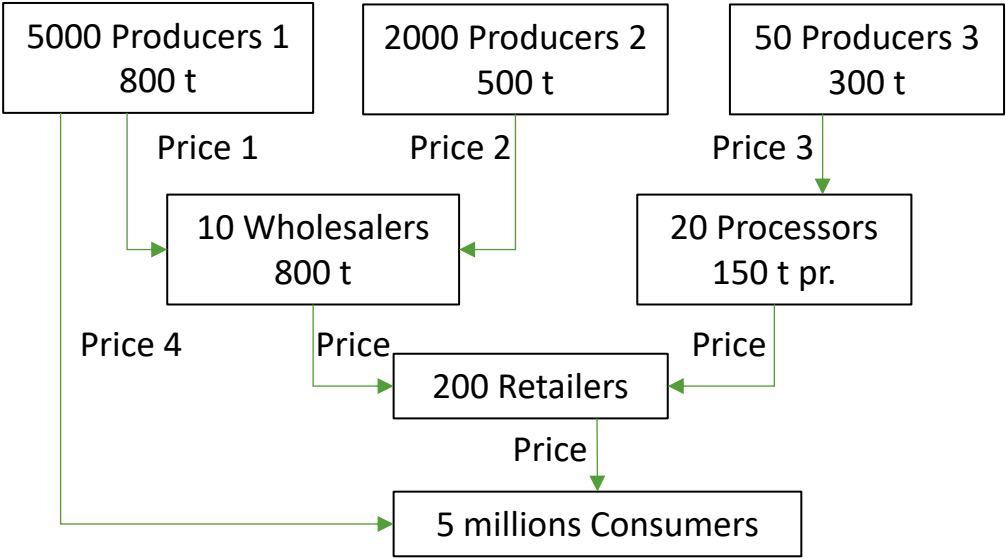 5000 Producers 1
800 t
2000 Producers 2
500 t
50 Producers 3
300 t
Price 1
Price 2
Price 3
10 Wholesalers
800 t
20 Processors
150 t pr.
Price 4
Price
Price
200 Retailers
Price
5 millions Consumers